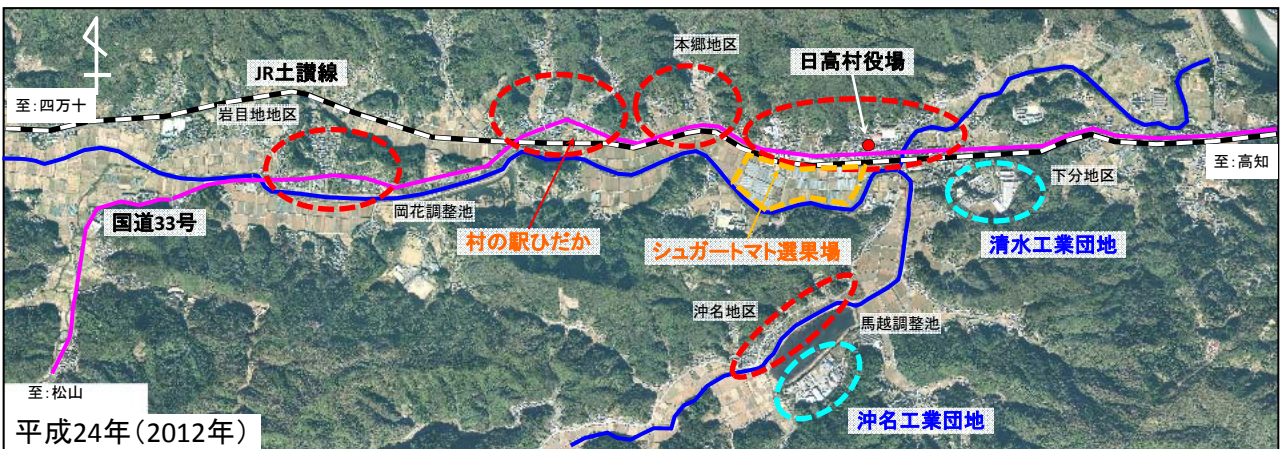 本郷地区
日高村役場
JR土讃線
至:四万十
岩目地地区
至:高知
下分地区
岡花調整池
国道33号
村の駅ひだか
シュガートマト選果場
清水工業団地
沖名地区
馬越調整池
至:松山
沖名工業団地
平成24年(2012年)